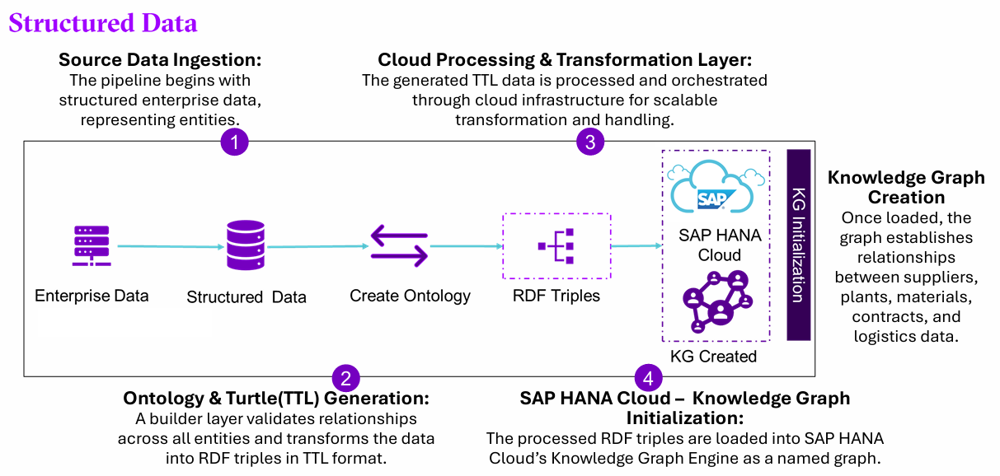 Structured Data
Source Data Ingestion:
The pipeline begins with
structured enterprise data,
representing entities.
1
Cloud Processing & Transformation Layer:
The generated TTL data is processed and orchestrated
through cloud infrastructure for scalable
transformation and handling.
3
Enterprise Data
Structured Data
Create Ontology
RDF Triples
SAP
SAP HANA
Cloud
KG Created
KG Initialization
Knowledge Graph
Creation
Once loaded, the
graph establishes
relationships
between suppliers,
plants, materials,
contracts, and
logistics data.
2
Ontology & Turtle(TTL) Generation:
A builder layer validates relationships
across all entities and transforms the data
into RDF triples in TTL format.
4
SAP HANA Cloud – Knowledge Graph
Initialization:
The processed RDF triples are loaded into SAP HANA
Cloud’s Knowledge Graph Engine as a named graph.